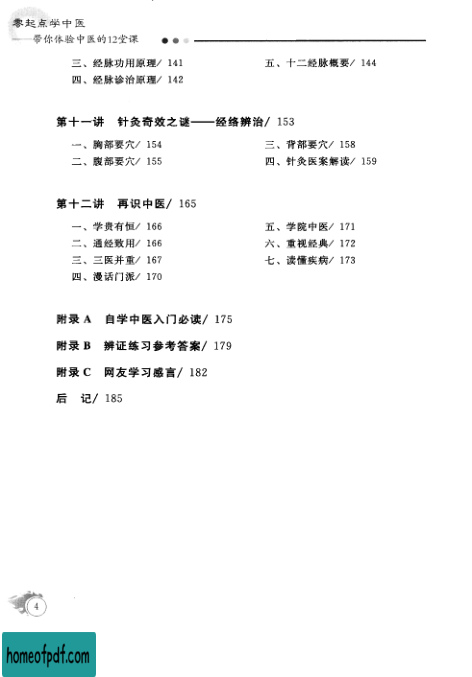 零起点学中医
——带你体验中医的12堂课
三、经脉功用原理/ 141
四、经脉诊治原理/ 142
五、十二经脉概要/ 144
第十一讲 针灸奇效之谜——经络辨治/ 153
一、胸部要穴/ 154
二、腹部要穴/ 155
三、背部要穴/ 158
四、针灸医案解读/ 159
第十二讲 再识中医/ 165
一、学贵有恒/ 166
二、通经致用/ 166
三、三医并重/ 167
四、漫话门派/ 170
五、学院中医/ 171
六、重视经典/ 172
七、读懂疾病/ 173
附录 A 自学中医入门必读/ 175
附录 B 辨证练习参考答案/ 179
附录 C 网友学习感言/ 182
后 记/ 185
4
homeofpdf.com